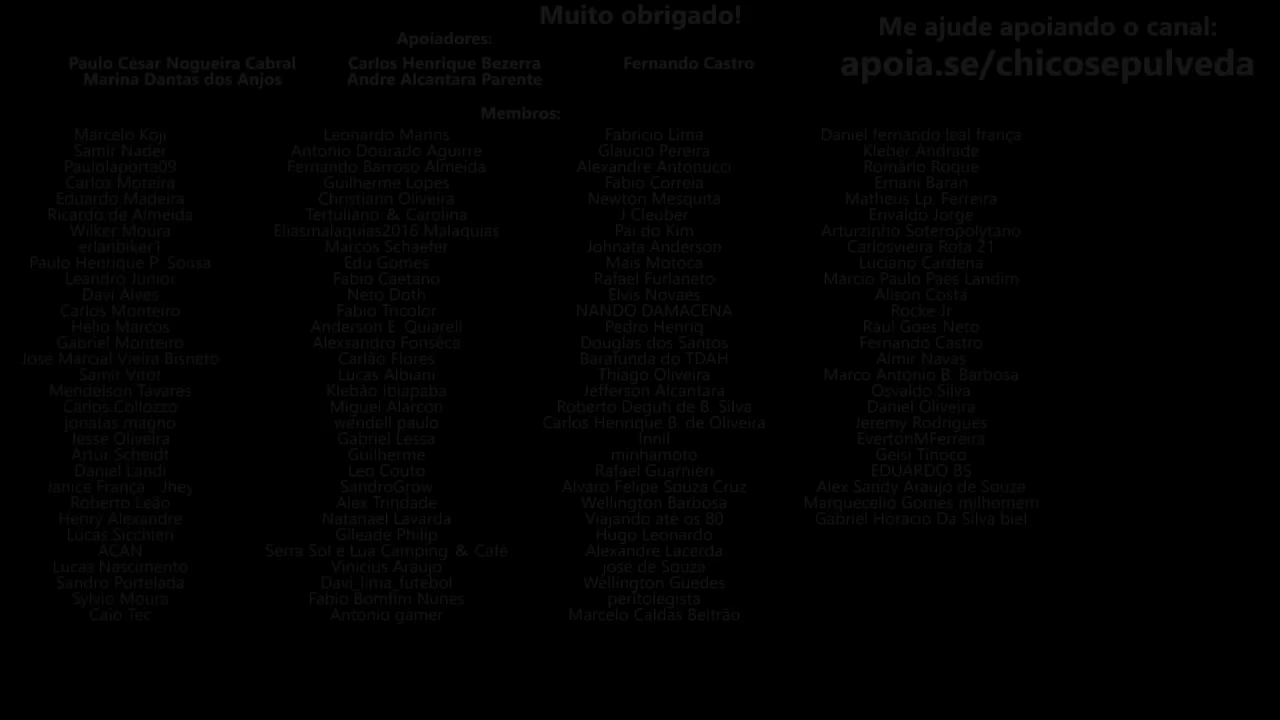 Muito obrigado!
Me ajude apoiando o canal:
apoia.se/chicosepulveda
Apoiadores:
Paulo César Nogueira Cabral
Marina Dantas dos Anjos
Carlos Henrique Bezerra
Andre Alcantara Parente
Fernando Castro
Membros:
Marcelo Koji
Samir Nader
Paulolaporta09
Carlos Moreira
Eduardo Madeira
Ricardo de Almeida
Wilker Moura
erlanbiker1
Paulo Henrique P. Sousa
Leandro Junior
Davi Alves
Carlos Monteiro
Helio Marcos
Gabriel Monteiro
Jose Marcial Vieira Bisneto
Samir Vitor
Mendelson Tavares
Carlos Collozzo
jonatas magno
Jesse Oliveira
Artur Scheidt
Daniel Landi
Janice França _Jhey_
Roberto Leão
Henry Alexandre
Lucas Sicchieri
ACAN
Lucas Nascimento
Sandro Portelada
Sylvio Moura
Caio Tec
Leonardo Marins
Antonio Dourado Aguirre
Fernando Barroso Almeida
Guilherme Lopes
Christiann Oliveira
Tertuliano & Carolina
Eliasmalaquias2016 Malaquias
Marcos Schaefer
Edu Gomes
Fabio Caetano
Neto Doth
Fabio Tricolor
Anderson E. Quiarell
Alexsandro Fonsêca
Carlão Flores
Lucas Albiani
Klebão Ibiapaba
Miguel Alarcon
wendell paulo
Gabriel Lessa
Guilherme
Leo Couto
SandroGrow
Alex Trindade
Natanael Lavarda
Glleade Philip
Serra Sol e Lua Camping & Café
Vinicius Araujo
Davi_lima_futebol
Fabio Bomfim Nunes
Antonio gamer
Fabricio Lima
Glaucio Pereira
Alexandre Antonucci
Fabio Correia
Newton Mesquita
J Cleuber
Pai do Kim
Johnata Anderson
Mais Motoca
Rafael Furlaneto
Elvis Novaes
NANDO DAMACENA
Pedro Henriq
Douglas dos Santos
Barafunda do TDAH
Thiago Oliveira
Jefferson Alcantara
Roberto Deguti de B. Silva
Carlos Henrique B. de Oliveira
Innil
minhamoto
Rafael Guarnieri
Alvaro Felipe Souza Cruz
Wellington Barbosa
Viajando até os 80
Hugo Leonardo
Alexandre Lacerda
jose de Souza
Wellington Guedes
peritolegista
Marcelo Caldas Beltrão
Daniel fernando leal frança
Kleber Andrade
Romário Roque
Ernani Baran
Matheus Lp. Ferreira
Erivaldo Jorge
Arturzinho Soteropolytano
Carlosvieira Rota 21
Luciano Cardena
Marcio Paulo Paes Landim
Alison Costa
Rocke Jr
Raul Goes Neto
Fernando Castro
Almir Navas
Marco Antonio B. Barbosa
Osvaldo Silva
Daniel Oliveira
Jeremy Rodrigues
EvertonMFerreira
Geisi Tinoco
EDUARDO BS
Alex Sandy Araujo de Souza
Marquecelio Gomes milhomem
Gabriel Horacio Da Silva biel